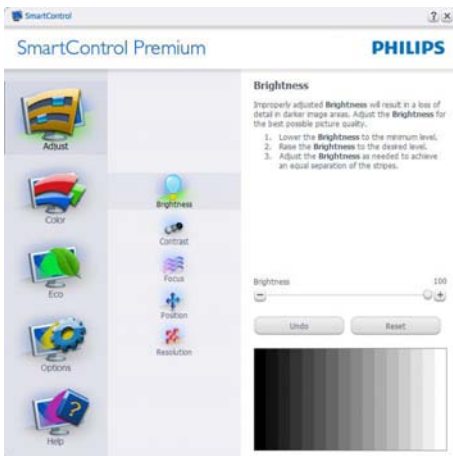 SmartControl
SmartControl Premium
PHILIPS
Adjust
Color
Eco
Options
Help
Brightness
Contrast
Focus
Position
Resolution
Brightness
Improperly adjusted Brightness will result in a loss of
detail in darker image areas. Adjust the Brightness for
the best possible picture quality.
1. Lower the Brightness to the minimum level.
2. Raise the Brightness to the desired level.
3. Adjust the Brightness as needed to achieve
an equal separation of the stripes.
Brightness 100
Undo Reset